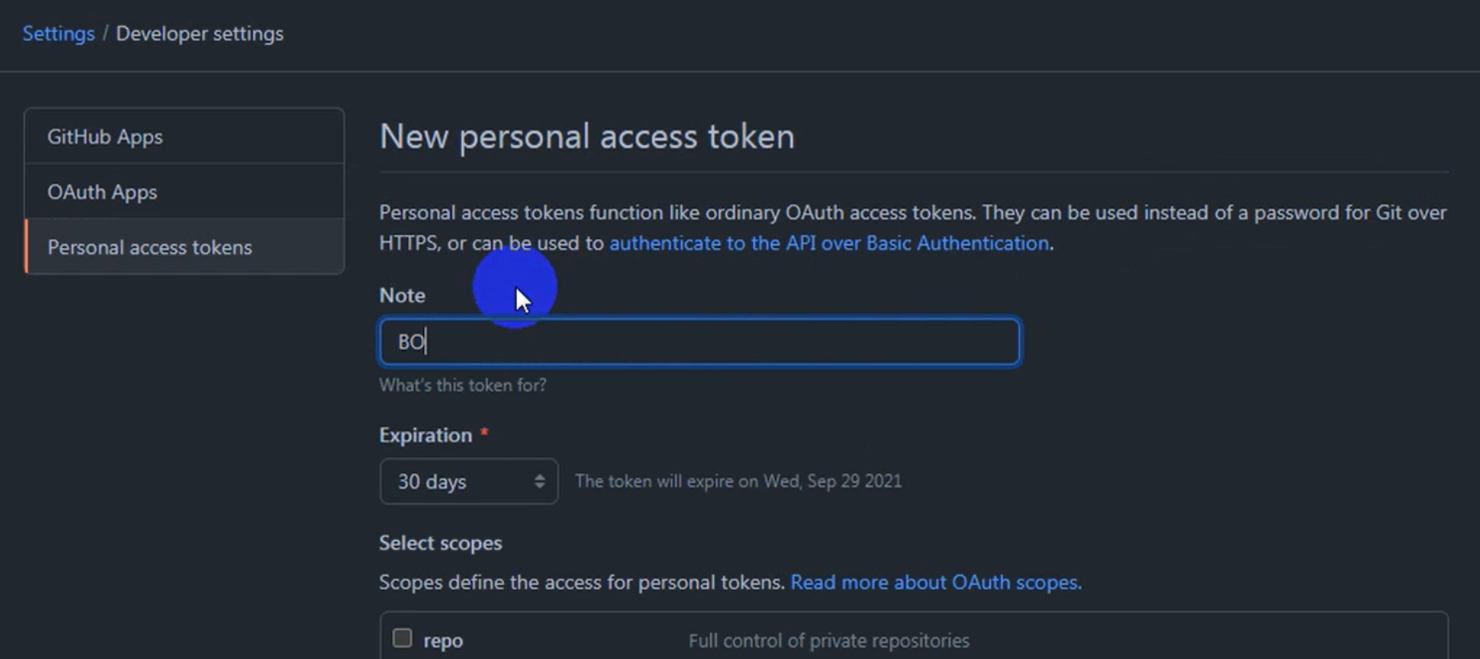 Settings / Developer settings
GitHub Apps
OAuth Apps
Personal access tokens
New personal access token
Personal access tokens function like ordinary OAuth access tokens. They can be used instead of a password for Git over
HTTPS, or can be used to authenticate to the API over Basic Authentication.
Note
BO
What's this token for?
Expiration *
30 days
The token will expire on Wed, Sep 29 2021
Select scopes
Scopes define the access for personal tokens. Read more about OAuth scopes.
repo
Full control of private repositories